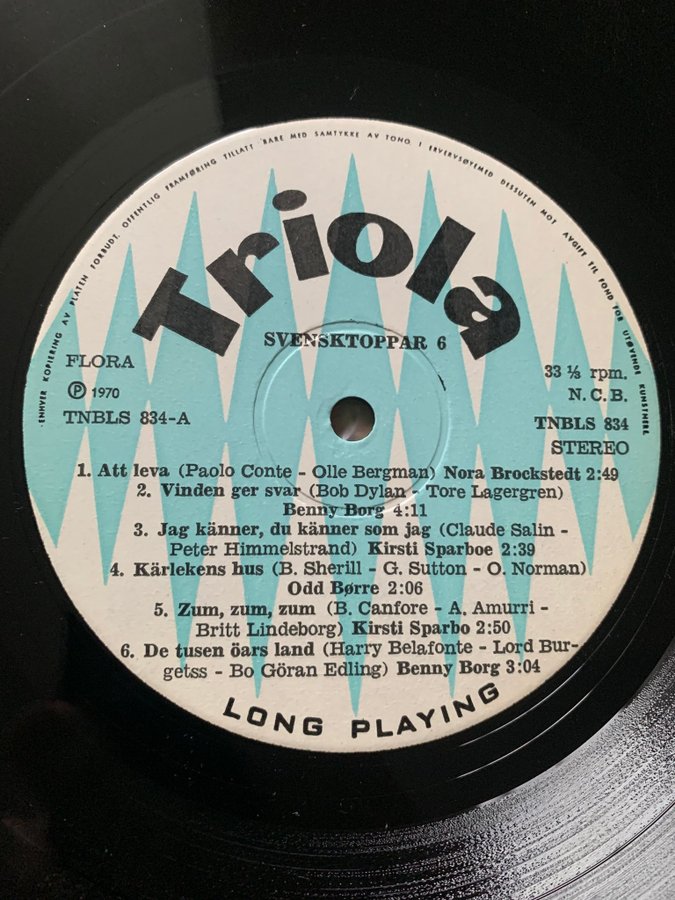 ENHVER KOPIERING AV PLATEN FORBUDT. OFFENTLIG FRAMFØRING TILLATT BARE MED SAMTYKKE AV TONO, I ERVERVSØYEMED DESSUTEN MOT AVGIFT TIL FOND FOR UTØVENDE KUNSTNERE.
Triola
SVENSKTOPPAR 6
FLORA
Ⓟ 1970
TNBLS 834-A
33 ⅓ rpm.
N. C. B.
TNBLS 834
STEREO
1. Att leva (Paolo Conte - Olle Bergman) Nora Brockstedt 2:49
2. Vinden ger svar (Bob Dylan - Tore Lagergren)
Benny Borg 4:11
3. Jag känner, du känner som jag (Claude Salin -
Peter Himmelstrand) Kirsti Sparboe 2:39
4. Kärlekens hus (B. Sherill - G. Sutton - O. Norman)
Odd Børre 2:06
5. Zum, zum, zum (B. Canfore - A. Amurri -
Britt Lindeborg) Kirsti Sparbo 2:50
6. De tusen öars land (Harry Belafonte - Lord Bur-
getss - Bo Göran Edling) Benny Borg 3:04
LONG PLAYING